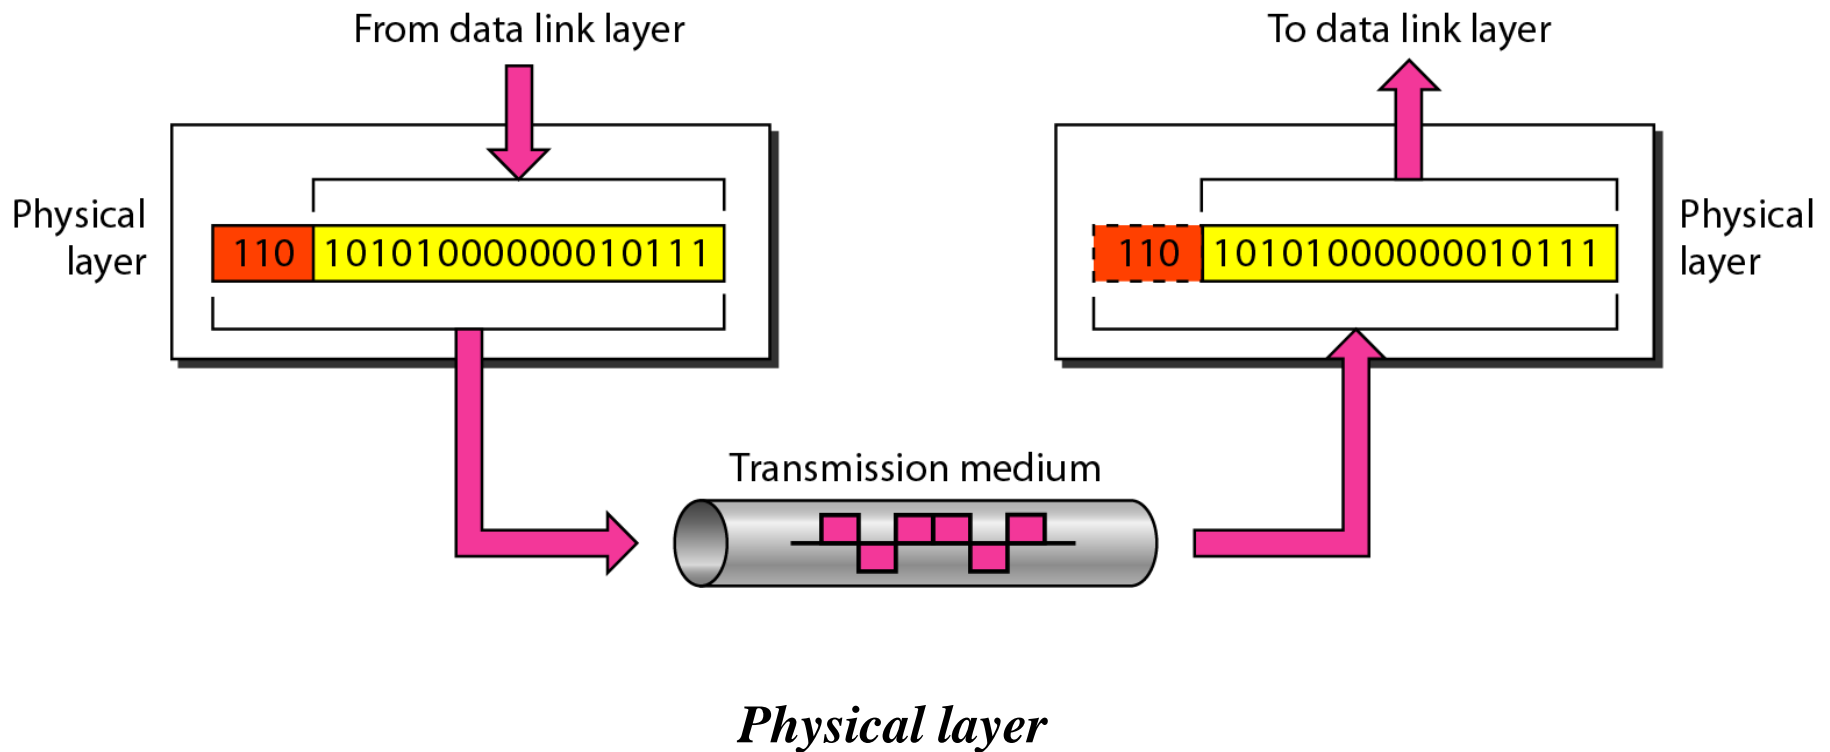 From data link layer
To data link layer
Physical
layer
110 10101000000010111
110 10101000000010111
Physical
layer
Transmission medium
Physical layer